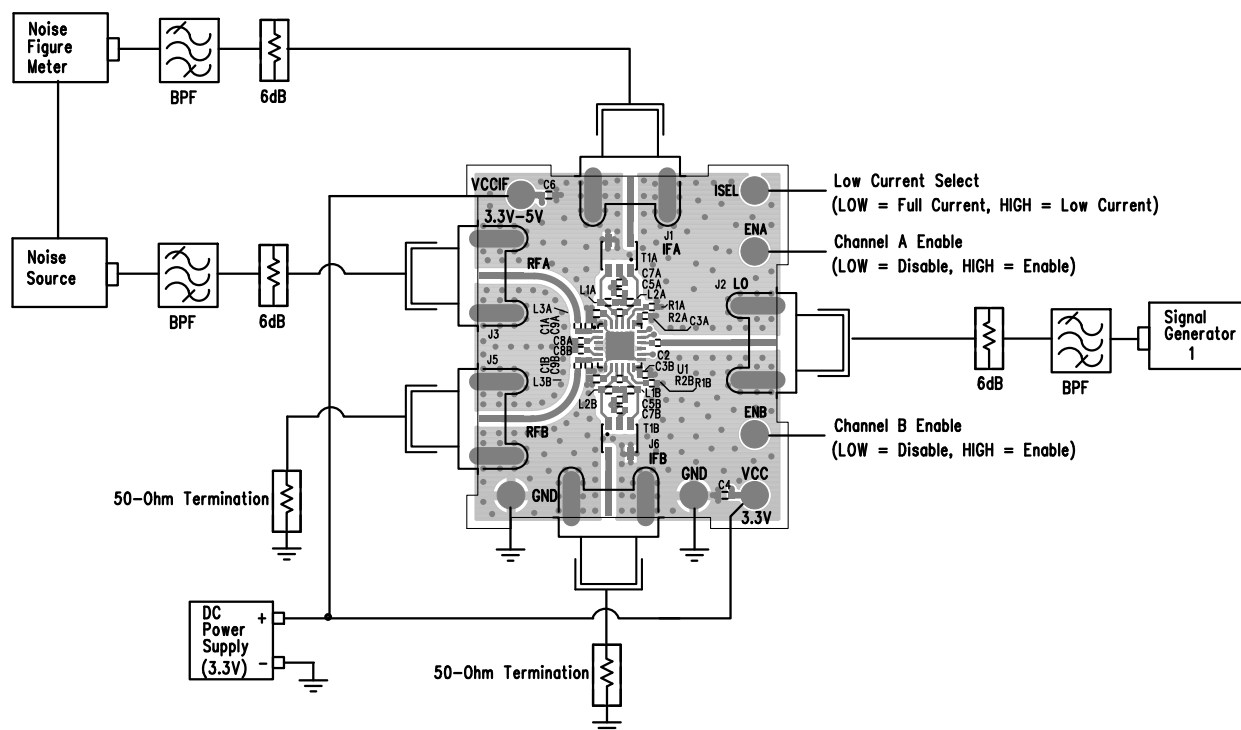 Noise
Figure
Meter
BPF
6dB
VCCIF
C6
3.3V-5V
ISEL
Low Current Select
(LOW = Full Current, HIGH = Low Current)
J1
IFA
ENA
Channel A Enable
(LOW = Disable, HIGH = Enable)
Noise
Source
BPF
6dB
RFA
T1A
C7A
C5A
L1A
L2A
J2
LO
L3A
R1A
R2A
C3A
C1A
C9A
J3
C8A
C8B
J5
C1B
C9B
C2
C3B
U1
L3B
R2B
R1B
L2B
L1B
C5B
C7B
T1B
RFB
J6
IFB
6dB
BPF
Signal
Generator
1
ENB
Channel B Enable
(LOW = Disable, HIGH = Enable)
50-Ohm Termination
GND
GND
C4
VCC
3.3V
DC
Power
Supply
(3.3V)
+
-
50-Ohm Termination